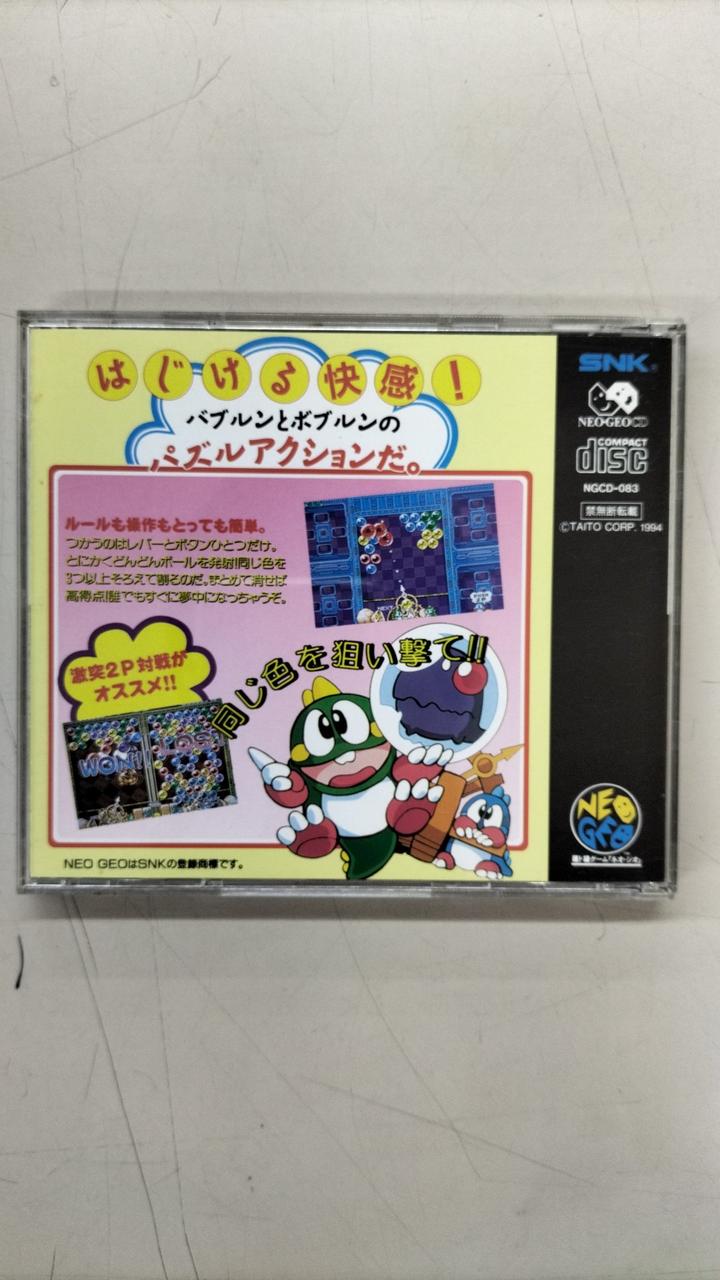 はじける快感！
バブルンとボブルンの
パズルアクションだ。
ルールも操作もとっても簡単。
つかうのはレバーとボタンひとつだけ。
とにかくどんどんボールを発射!同じ色を
3つ以上そろえて割るのだ。まとめて消せば
高得点!誰でもすぐに夢中になっちゃうぞ。
同じ色を狙い撃て!!
激突2P対戦が
オススメ!!
WON!!
NEXT
NEO GEOはSNKの登録商標です。
SNK®
NEO・GEO CD
COMPACT
disc
NGCD-083
禁無断転載
©TAITO CORP. 1994
NEO
GEO